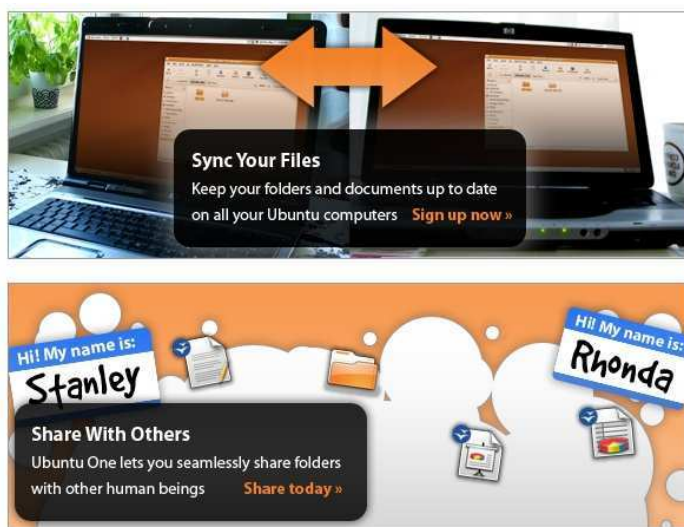 Sync Your Files
Keep your folders and documents up to date
on all your Ubuntu computers Sign up now »
Hi! My name is:
Stanley
Hi! My name is:
Rhonda
Share With Others
Ubuntu One lets you seamlessly share folders
with other human beings Share today »